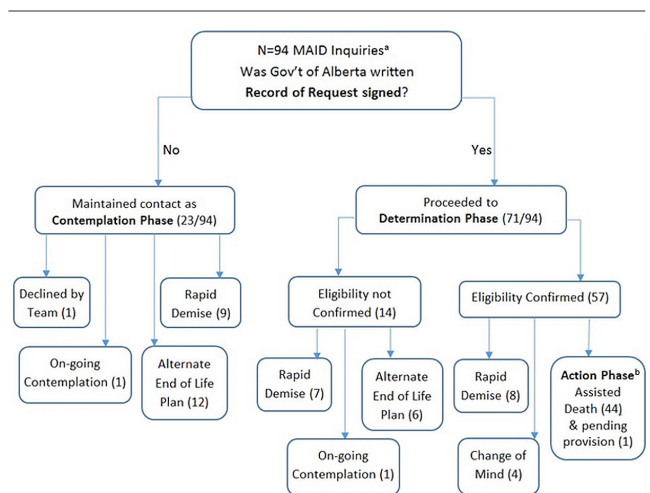 N=94 MAID Inquiriesª
Was Gov't of Alberta written
Record of Request signed?
No
Yes
Maintained contact as
Contemplation Phase (23/94)
Proceeded to
Determination Phase (71/94)
Declined by
Team (1)
Rapid
Demise (9)
On-going
Contemplation (1)
Alternate
End of Life
Plan (12)
Eligibility not
Confirmed (14)
Eligibility Confirmed (57)
Rapid
Demise (7)
Alternate
End of Life
Plan (6)
On-going
Contemplation (1)
Rapid
Demise (8)
Change of
Mind (4)
Action Phaseᵇ
Assisted
Death (44)
& pending
provision (1)